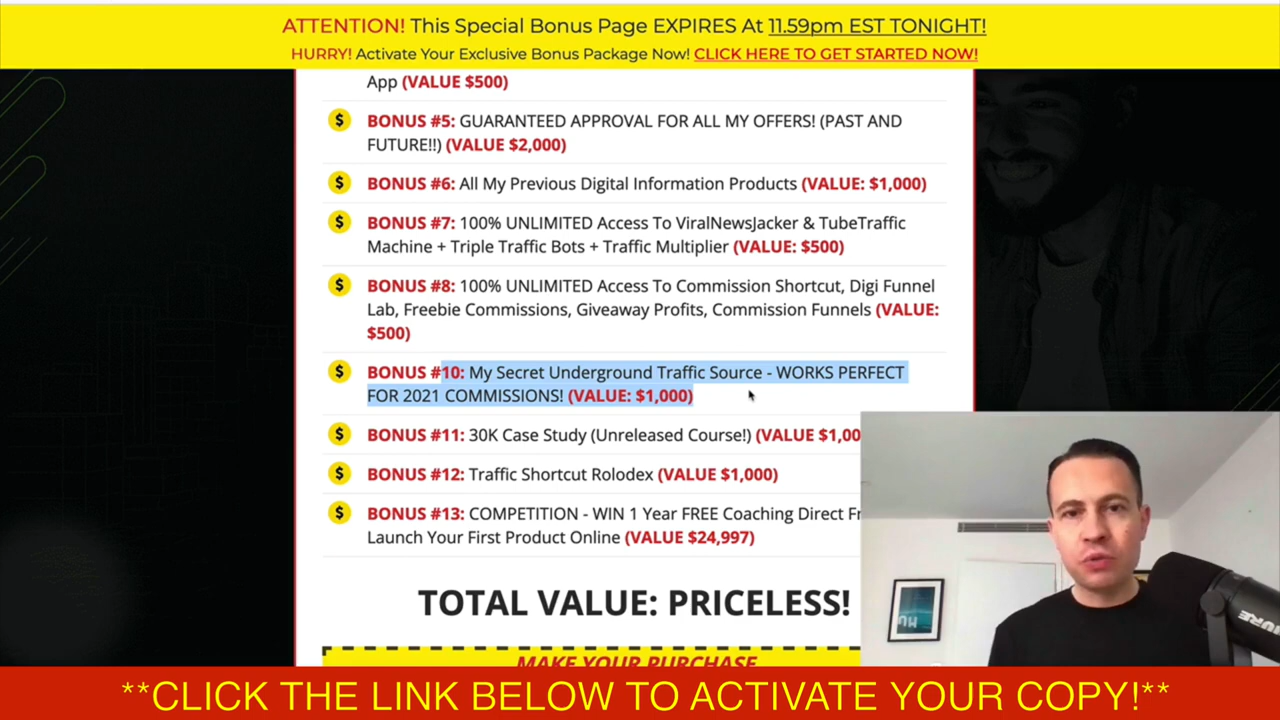 ATTENTION! This Special Bonus Page EXPIRES At 11.59pm EST TONIGHT!
HURRY! Activate Your Exclusive Bonus Package Now! CLICK HERE TO GET STARTED NOW!
App (VALUE $500)
$ BONUS #5: GUARANTEED APPROVAL FOR ALL MY OFFERS! (PAST AND
FUTURE!!) (VALUE $2,000)
$ BONUS #6: All My Previous Digital Information Products (VALUE: $1,000)
$ BONUS #7: 100% UNLIMITED Access To ViralNewsJacker & TubeTraffic
Machine + Triple Traffic Bots + Traffic Multiplier (VALUE: $500)
$ BONUS #8: 100% UNLIMITED Access To Commission Shortcut, Digi Funnel
Lab, Freebie Commissions, Giveaway Profits, Commission Funnels (VALUE:
$500)
$ BONUS #10: My Secret Underground Traffic Source - WORKS PERFECT
FOR 2021 COMMISSIONS! (VALUE: $1,000)
$ BONUS #11: 30K Case Study (Unreleased Course!) (VALUE $1,00
$ BONUS #12: Traffic Shortcut Rolodex (VALUE $1,000)
$ BONUS #13: COMPETITION - WIN 1 Year FREE Coaching Direct Fr
Launch Your First Product Online (VALUE $24,997)
TOTAL VALUE: PRICELESS!
MAKE YOUR PURCHASE
**CLICK THE LINK BELOW TO ACTIVATE YOUR COPY!**